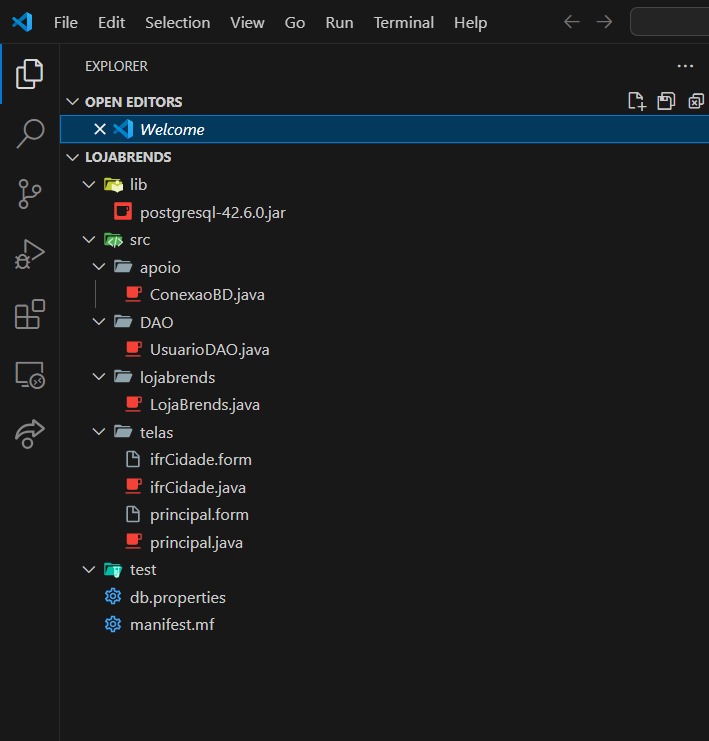 File Edit Selection View Go Run Terminal Help
EXPLORER
OPEN EDITORS
Welcome
LOJABRENDS
lib
postgresql-42.6.0.jar
src
apoio
ConexaoBD.java
DAO
UsuarioDAO.java
lojabrends
LojaBrends.java
telas
ifrCidade.form
ifrCidade.java
principal.form
principal.java
test
db.properties
manifest.mf